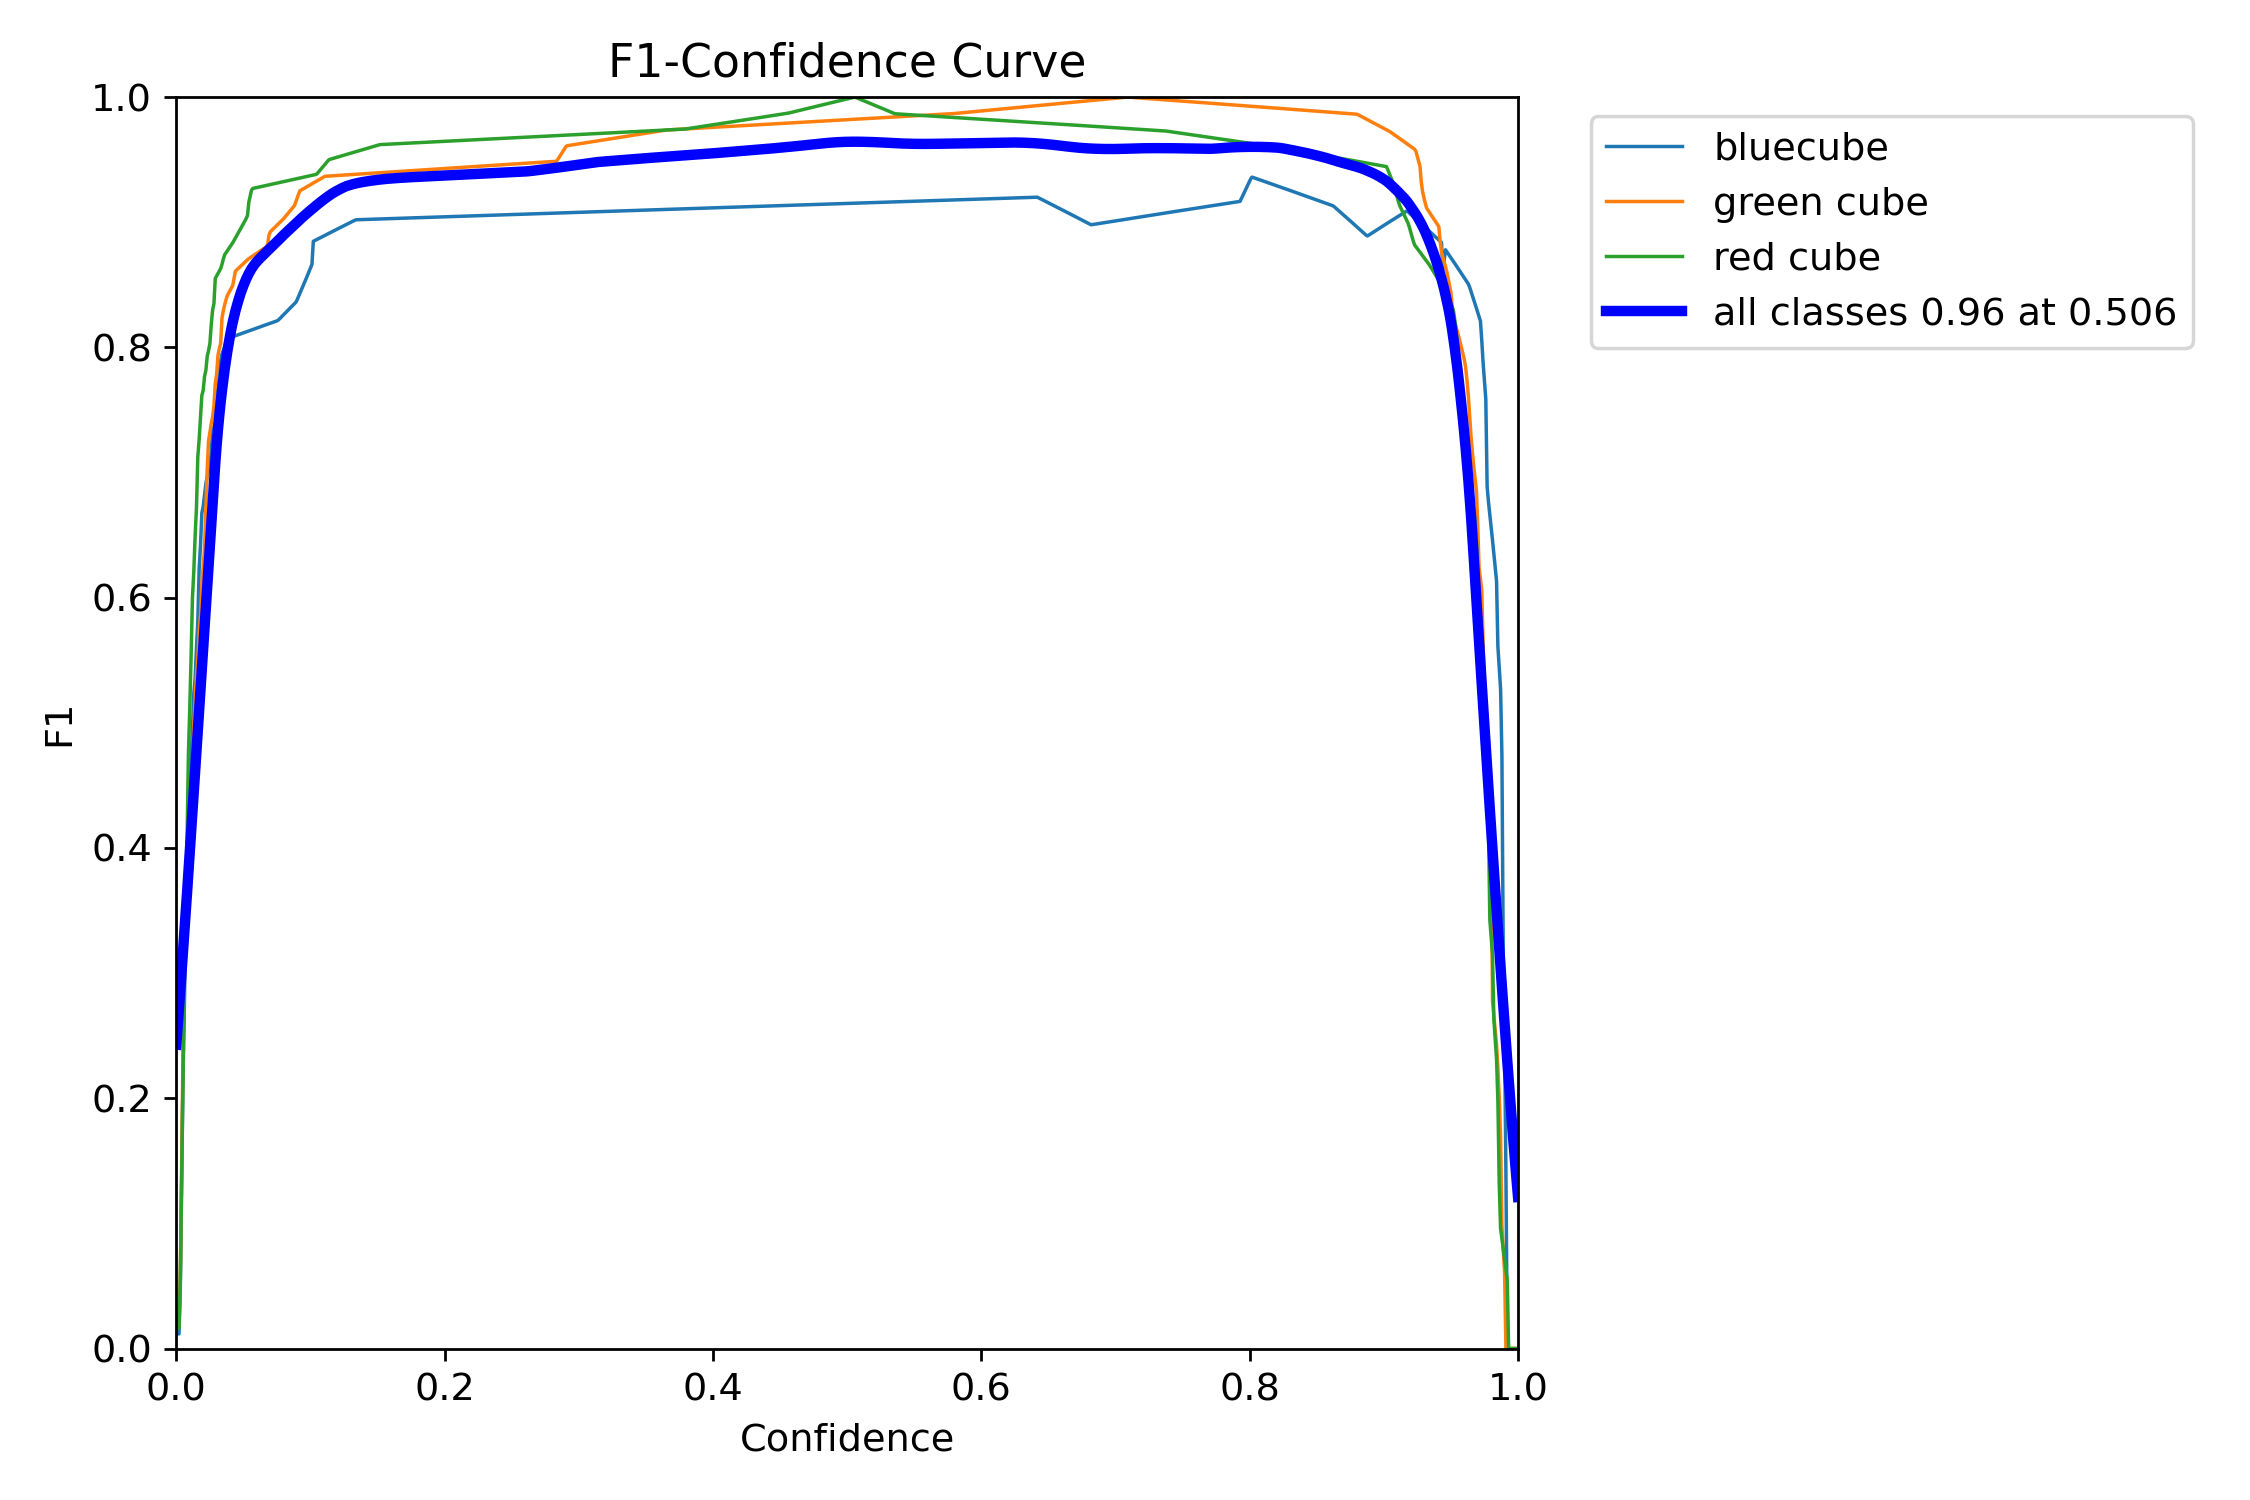 F1-Confidence Curve
1.0
0.8
0.6
0.4
0.2
0.0
F1
0.0 0.2 0.4 0.6 0.8 1.0
Confidence
bluecube
green cube
red cube
all classes 0.96 at 0.506